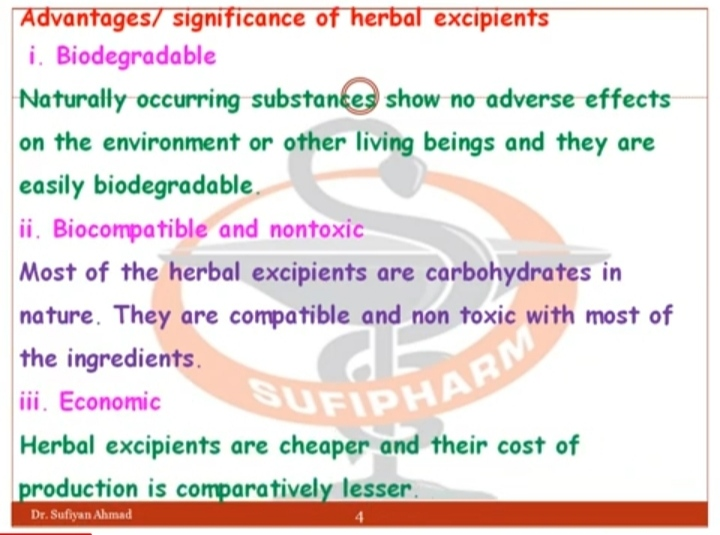 Advantages/ significance of herbal excipients
i. Biodegradable
Naturally occurring substances show no adverse effects
on the environment or other living beings and they are
easily biodegradable.
ii. Biocompatible and nontoxic
Most of the herbal excipients are carbohydrates in
nature. They are compatible and non toxic with most of
the ingredients.
iii. Economic
SUFIPHARM
Herbal excipients are cheaper and their cost of
production is comparatively lesser.
Dr. Sufiyan Ahmad
4